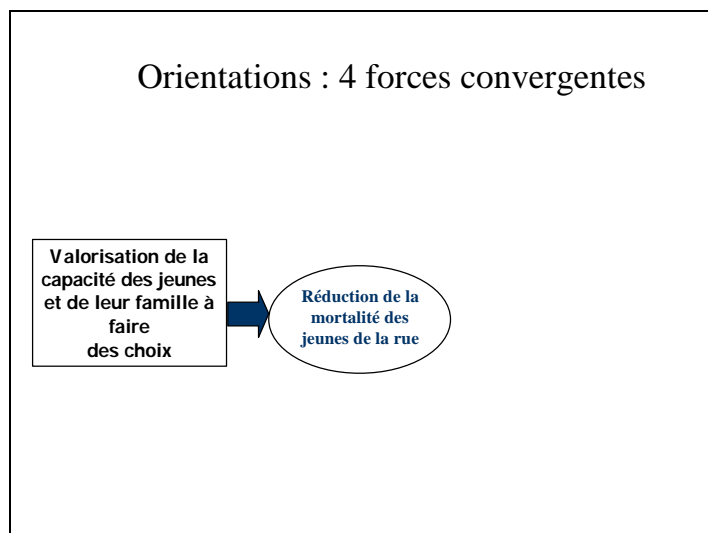 Orientations : 4 forces convergentes
Valorisation de la
capacité des jeunes
et de leur famille à
faire
des choix
Réduction de la
mortalité des
jeunes de la rue